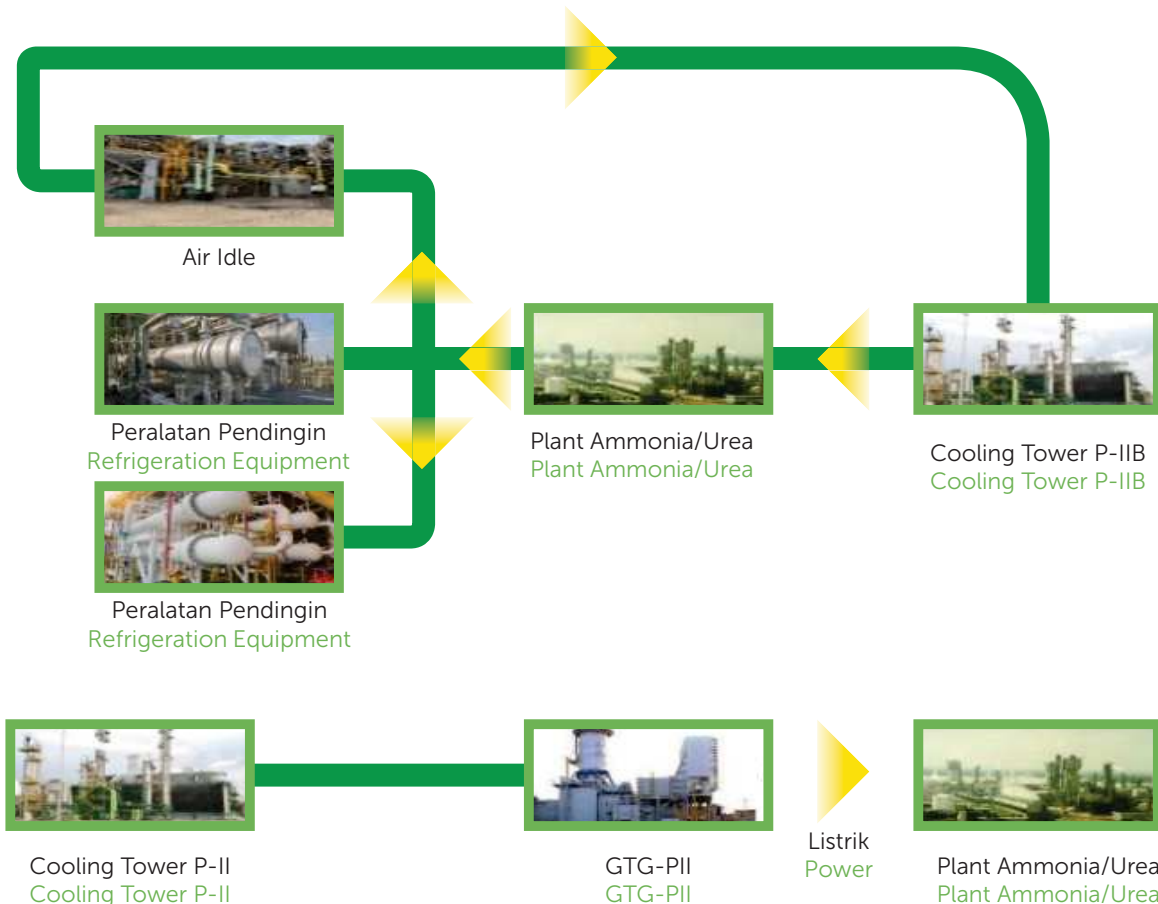 Air Idle
Peralatan Pendingin
Refrigeration Equipment
Plant Ammonia/Urea
Plant Ammonia/Urea
Cooling Tower P-IIB
Cooling Tower P-IIB
Peralatan Pendingin
Refrigeration Equipment
Cooling Tower P-II
Cooling Tower P-II
GTG-PII
GTG-PII
Listrik
Power
Plant Ammonia/Urea
Plant Ammonia/Urea